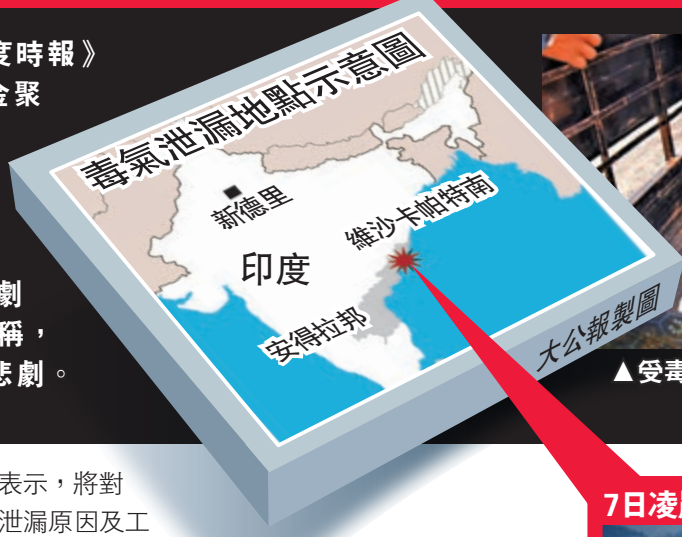 度時報》
金聚
劇
稱，
悲劇。
毒氣泄漏地點示意圖
新德里
維沙卡帕特南
印度
安得拉邦
大公報製圖
▲受毒
表示，將對
泄漏原因及工
7日凌